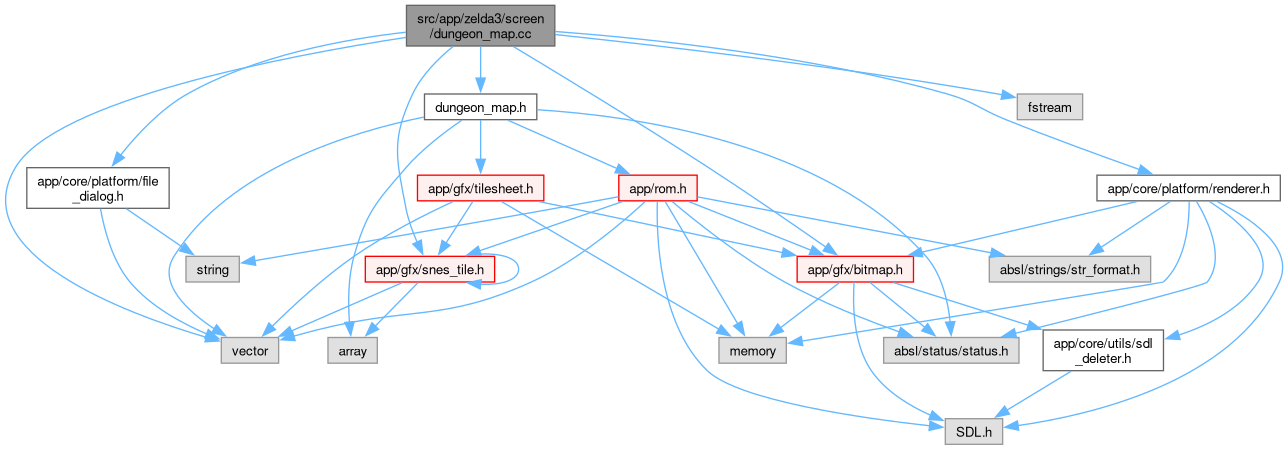 src/app/zelda3/screen
/dungeon_map.cc
dungeon_map.h
fstream
app/core/platform/file
_dialog.h
app/gfx/tilesheet.h
app/rom.h
app/core/platform/renderer.h
string
app/gfx/snes_tile.h
app/gfx/bitmap.h
absl/strings/str_format.h
vector
array
memory
absl/status/status.h
app/core/utils/sdl
_deleter.h
SDL.h